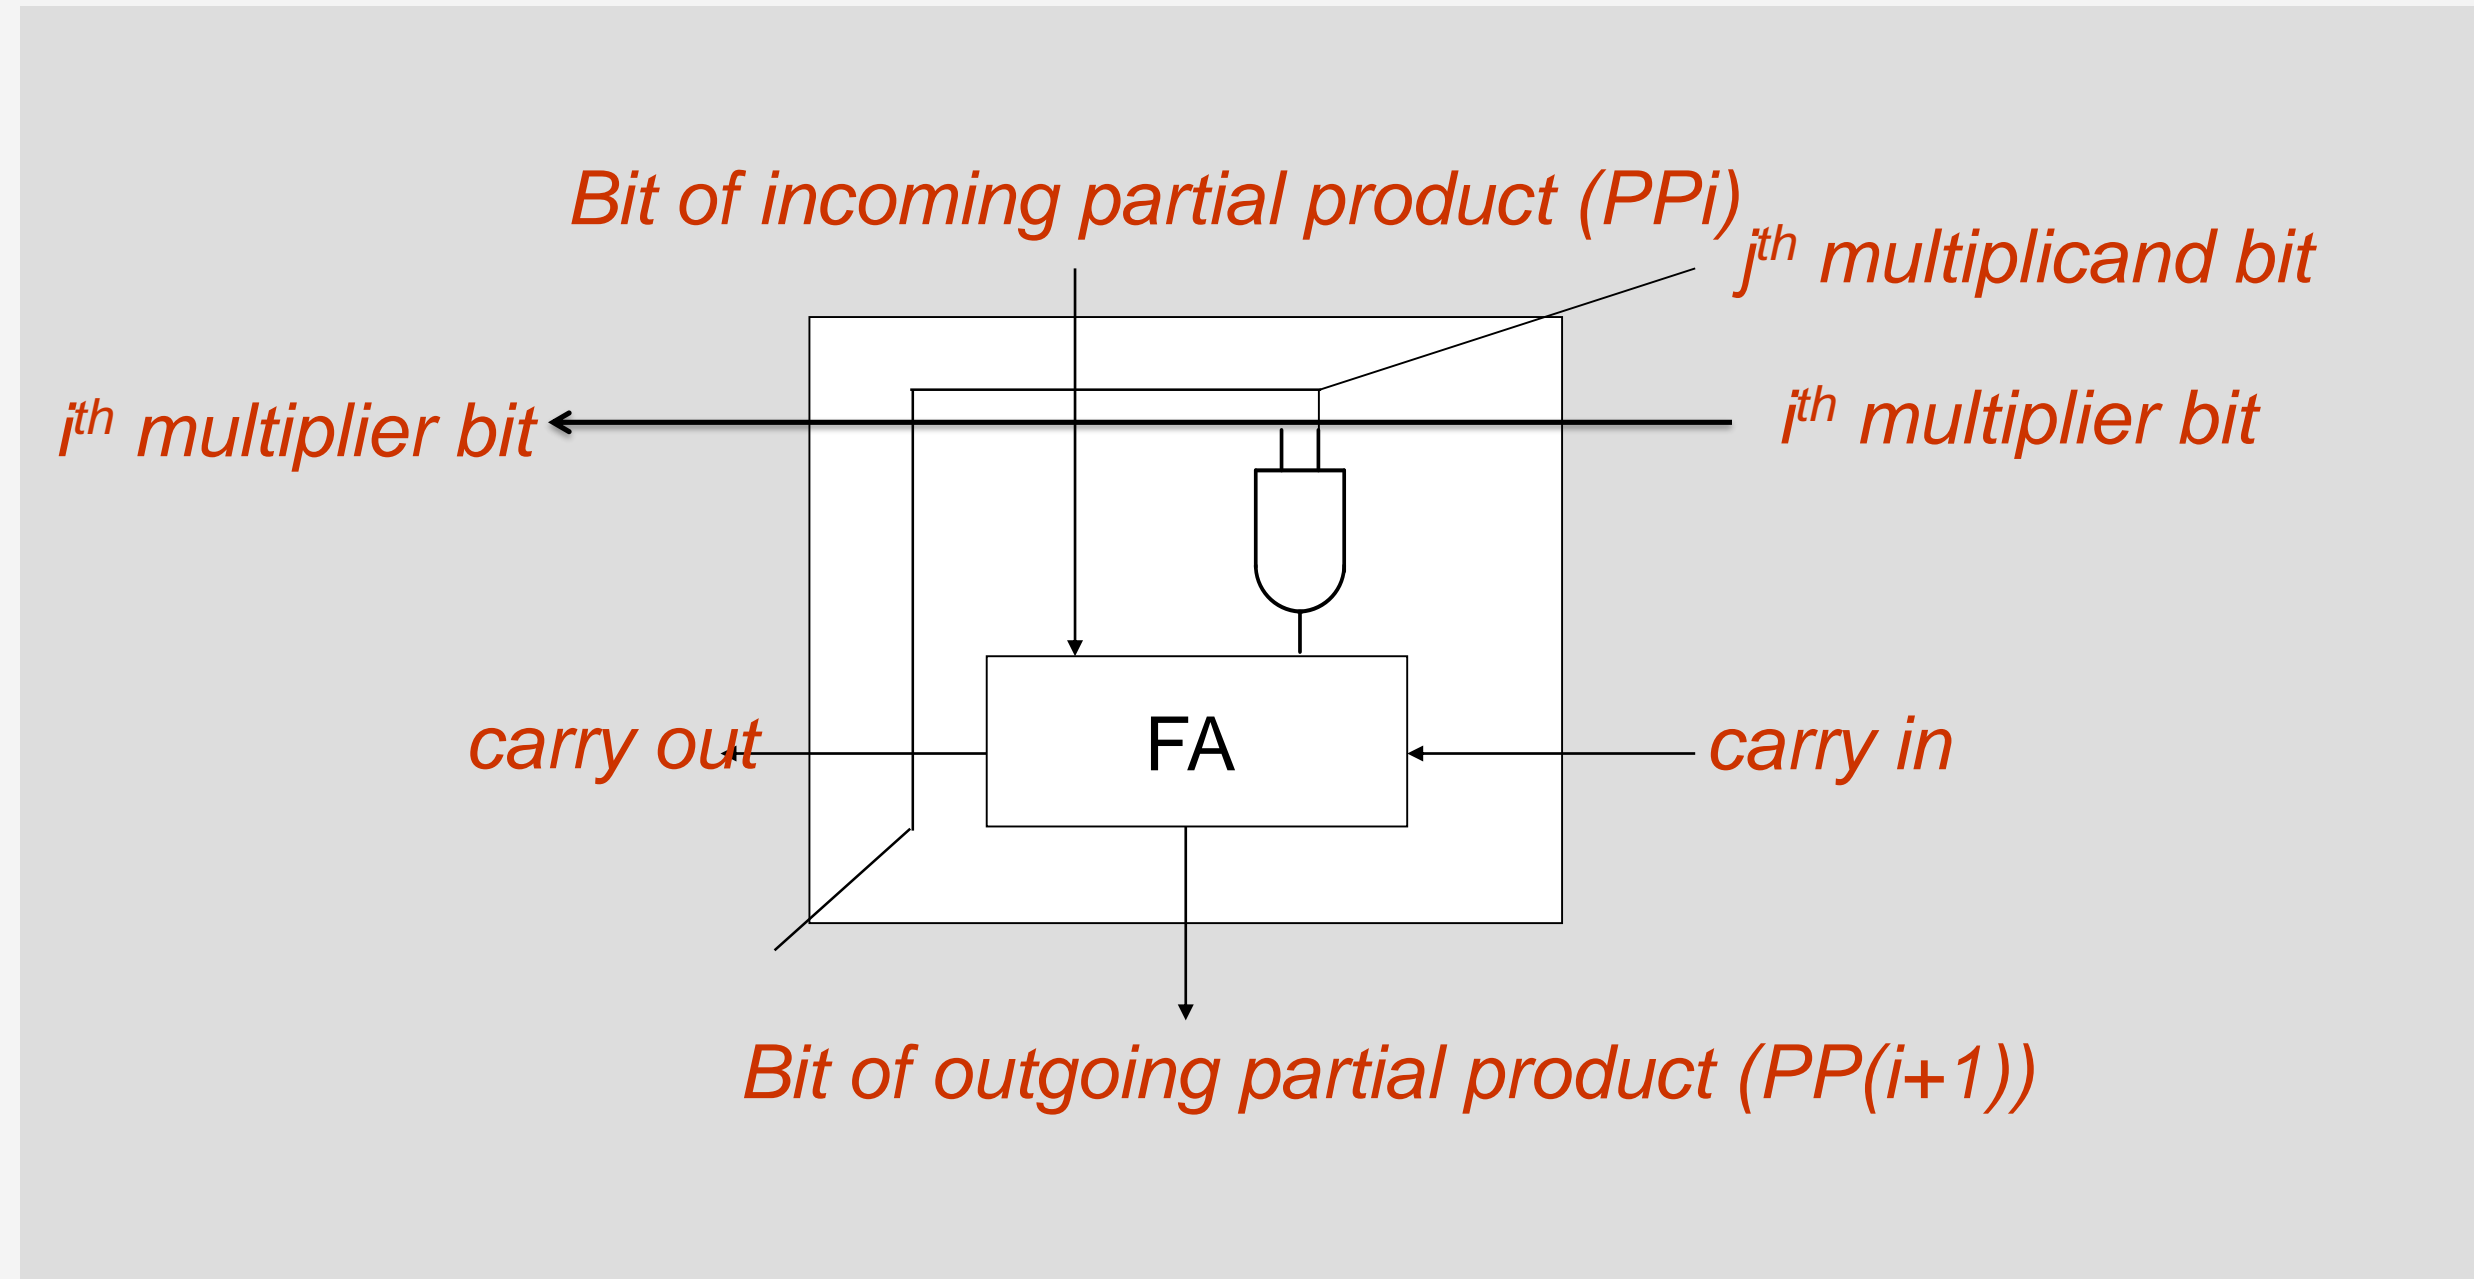 Bit of incoming partial product (PPi)
jth multiplicand bit
ith multiplier bit
ith multiplier bit
carry out
FA
carry in
Bit of outgoing partial product (PP(i+1))